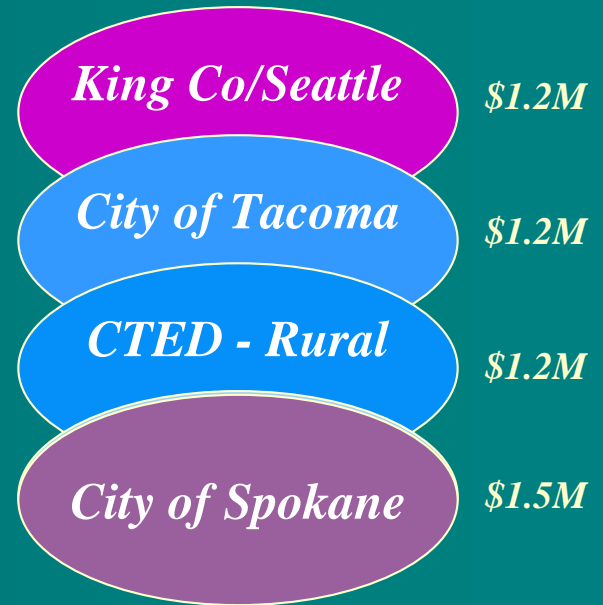 King Co/Seattle $1.2M
City of Tacoma $1.2M
CTED - Rural $1.2M
City of Spokane $1.5M